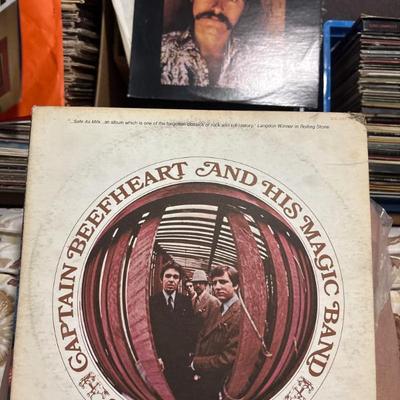 "...Safe As Milk...an album which is one of the forgotten classics of rock and roll history." Langdon Winner in Rolling Stone
CAPTAIN BEEFHEART AND HIS MAGIC BAND